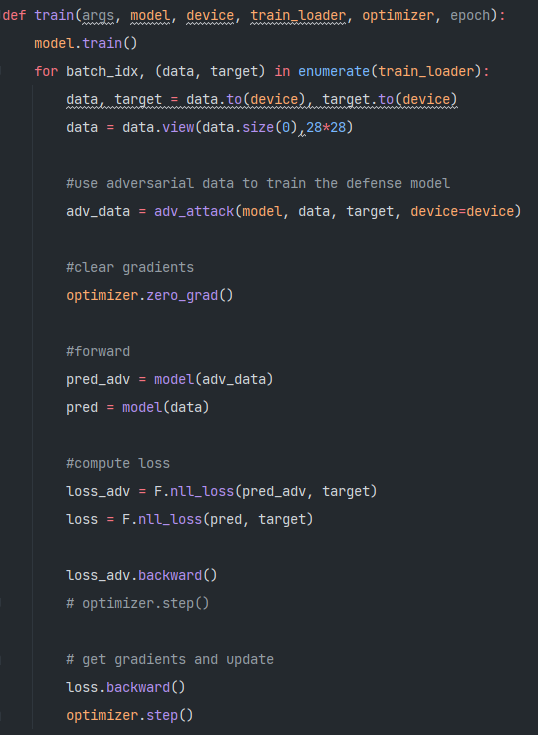 def train(args, model, device, train_loader, optimizer, epoch):
    model.train()
    for batch_idx, (data, target) in enumerate(train_loader):
        data, target = data.to(device), target.to(device)
        data = data.view(data.size(0),28*28)

        #use adversarial data to train the defense model
        adv_data = adv_attack(model, data, target, device=device)

        #clear gradients
        optimizer.zero_grad()

        #forward
        pred_adv = model(adv_data)
        pred = model(data)

        #compute loss
        loss_adv = F.nll_loss(pred_adv, target)
        loss = F.nll_loss(pred, target)

        loss_adv.backward()
        # optimizer.step()

        # get gradients and update
        loss.backward()
        optimizer.step()